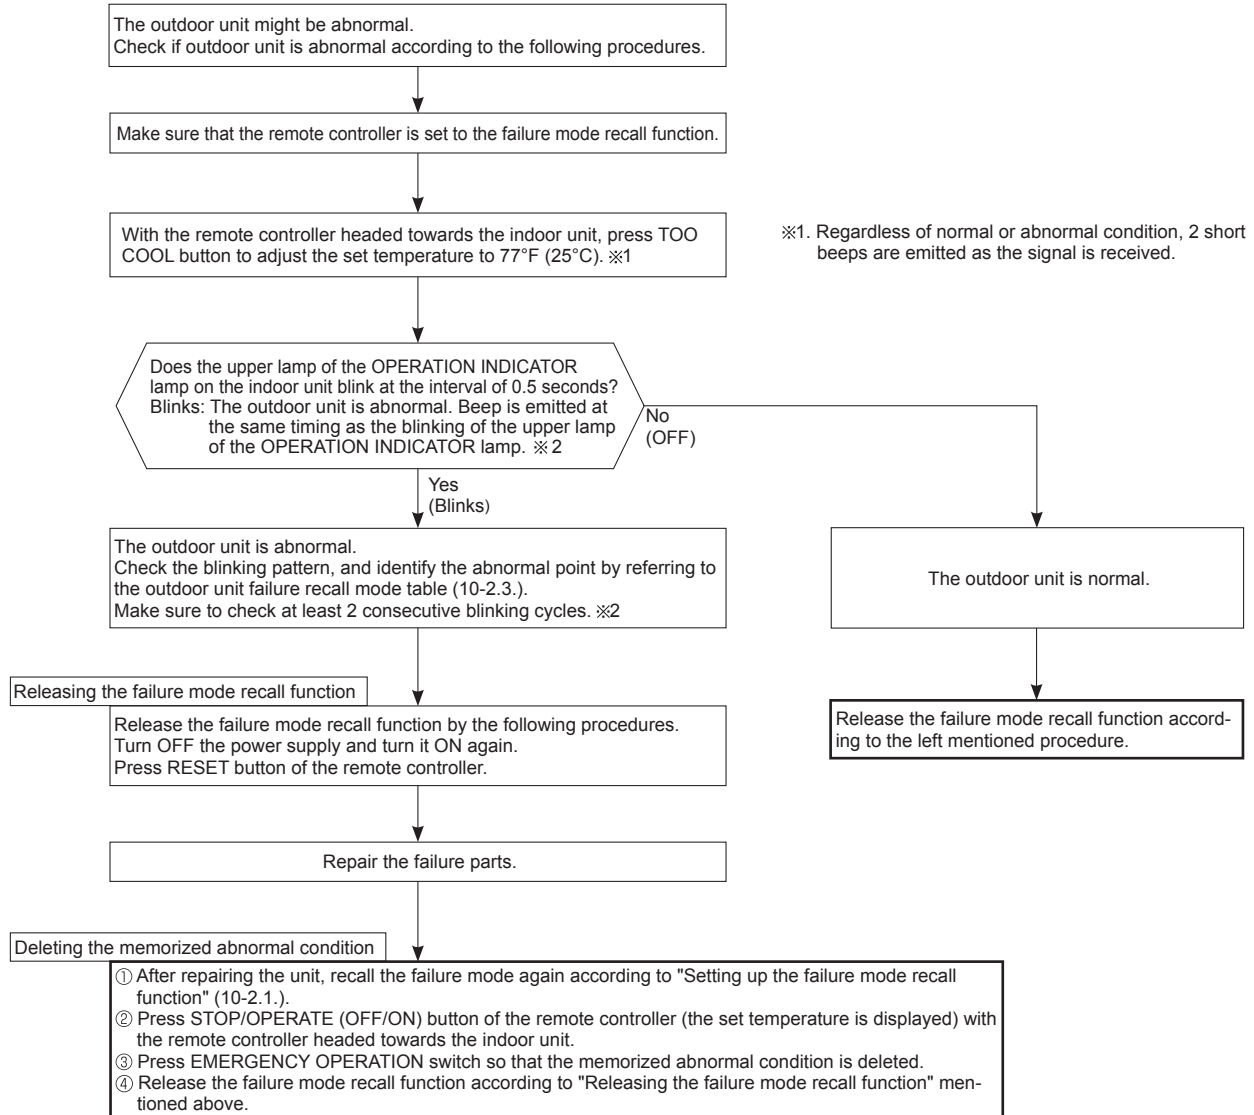 The outdoor unit might be abnormal.
Check if outdoor unit is abnormal according to the following procedures.
Make sure that the remote controller is set to the failure mode recall function.
With the remote controller headed towards the indoor unit, press TOO
COOL button to adjust the set temperature to 77°F (25°C). ※1
※1. Regardless of normal or abnormal condition, 2 short
beeps are emitted as the signal is received.
Does the upper lamp of the OPERATION INDICATOR
lamp on the indoor unit blink at the interval of 0.5 seconds?
Blinks: The outdoor unit is abnormal. Beep is emitted at
the same timing as the blinking of the upper lamp
of the OPERATION INDICATOR lamp. ※2
No
(OFF)
Yes
(Blinks)
The outdoor unit is abnormal.
Check the blinking pattern, and identify the abnormal point by referring to
the outdoor unit failure recall mode table (10-2.3.).
Make sure to check at least 2 consecutive blinking cycles. ※2
The outdoor unit is normal.
Releasing the failure mode recall function
Release the failure mode recall function by the following procedures.
Turn OFF the power supply and turn it ON again.
Press RESET button of the remote controller.
Release the failure mode recall function accord-
ing to the left mentioned procedure.
Repair the failure parts.
Deleting the memorized abnormal condition
① After repairing the unit, recall the failure mode again according to "Setting up the failure mode recall
function" (10-2.1.).
② Press STOP/OPERATE (OFF/ON) button of the remote controller (the set temperature is displayed) with
the remote controller headed towards the indoor unit.
③ Press EMERGENCY OPERATION switch so that the memorized abnormal condition is deleted.
④ Release the failure mode recall function according to "Releasing the failure mode recall function" men-
tioned above.